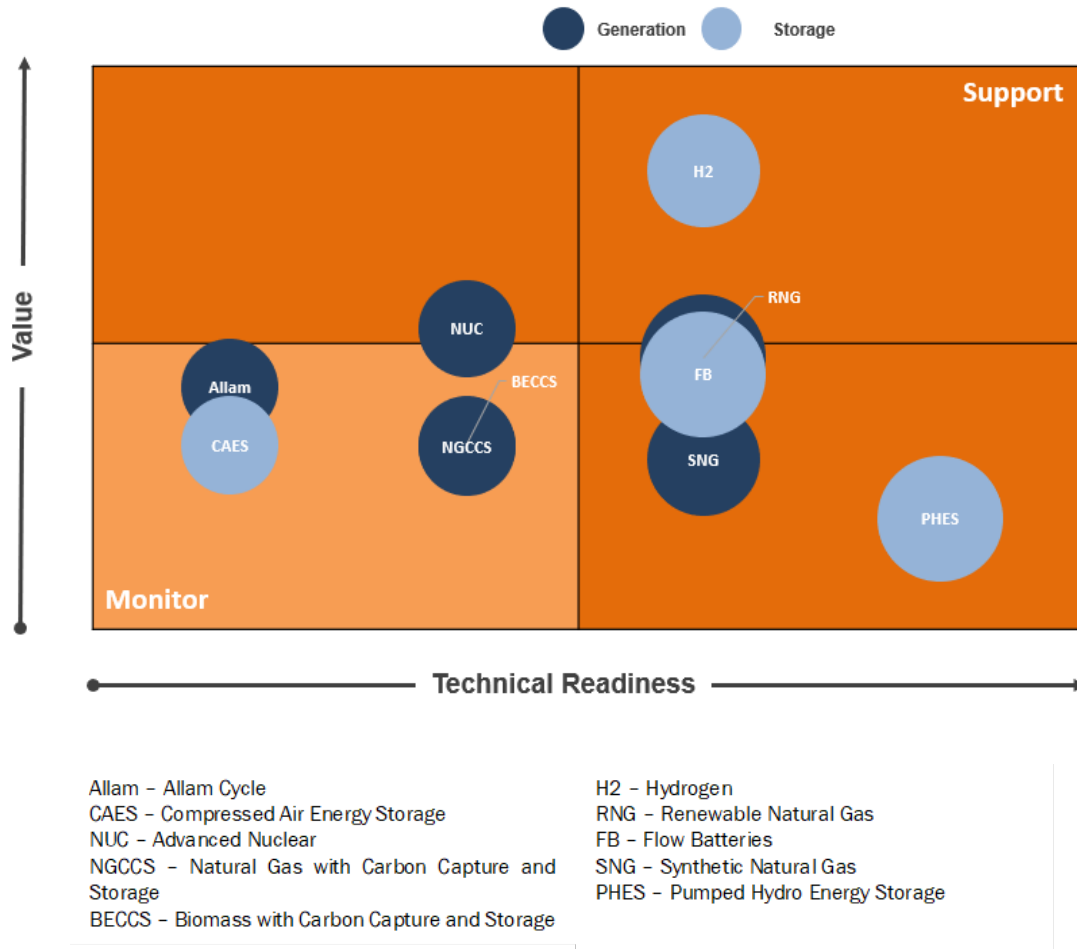 Generation Storage
Support
H2
RNG
NUC
Value
FB
BECCS
Allam
CAES
NGCCS
SNG
PHES
Monitor
Technical Readiness
Allam – Allam Cycle
CAES – Compressed Air Energy Storage
NUC – Advanced Nuclear
NGCCS – Natural Gas with Carbon Capture and
Storage
BECCS – Biomass with Carbon Capture and Storage
H2 – Hydrogen
RNG – Renewable Natural Gas
FB – Flow Batteries
SNG – Synthetic Natural Gas
PHES – Pumped Hydro Energy Storage